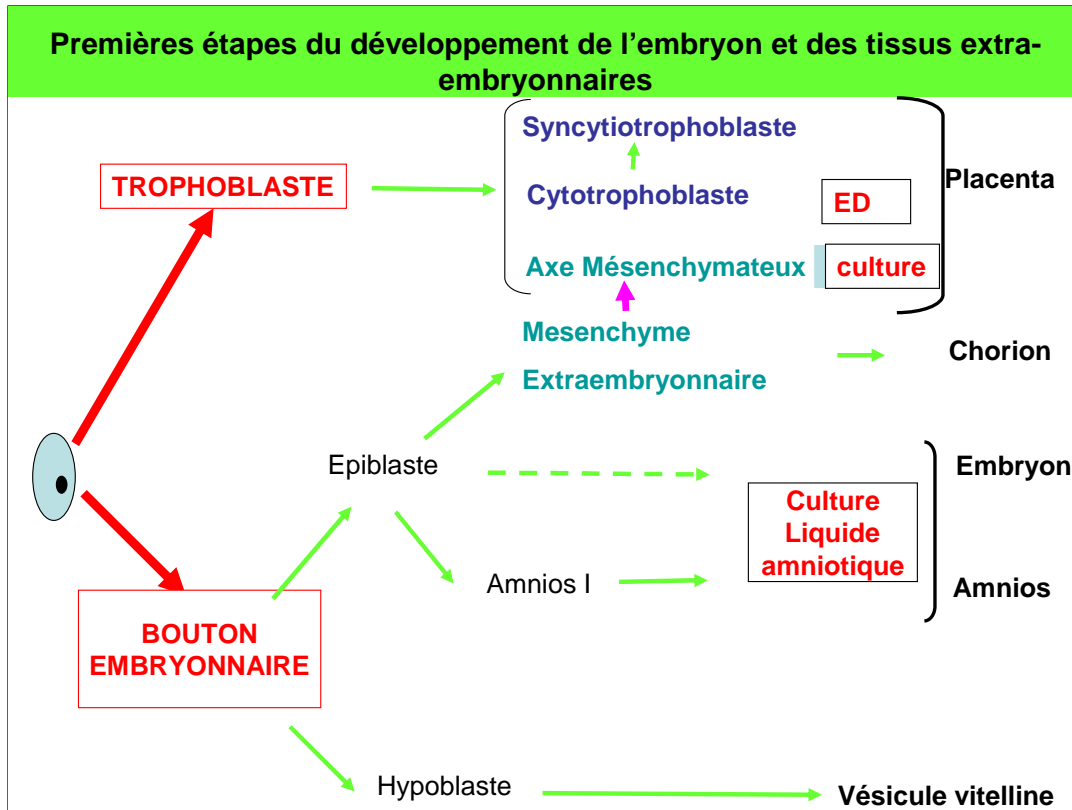 Premières étapes du développement de l'embryon et des tissus extra-
embryonnaires
Syncytiotrophoblaste
TROPHOBLASTE
Placenta
Cytotrophoblaste
ED
Axe Mésenchymateux
culture
Mesenchyme
Extraembryonnaire
Chorion
Epiblaste
Embryon
Culture
Liquide
amniotique
Amnios I
Amnios
BOUTON
EMBRYONNAIRE
Hypoblaste
Vésicule vitelline